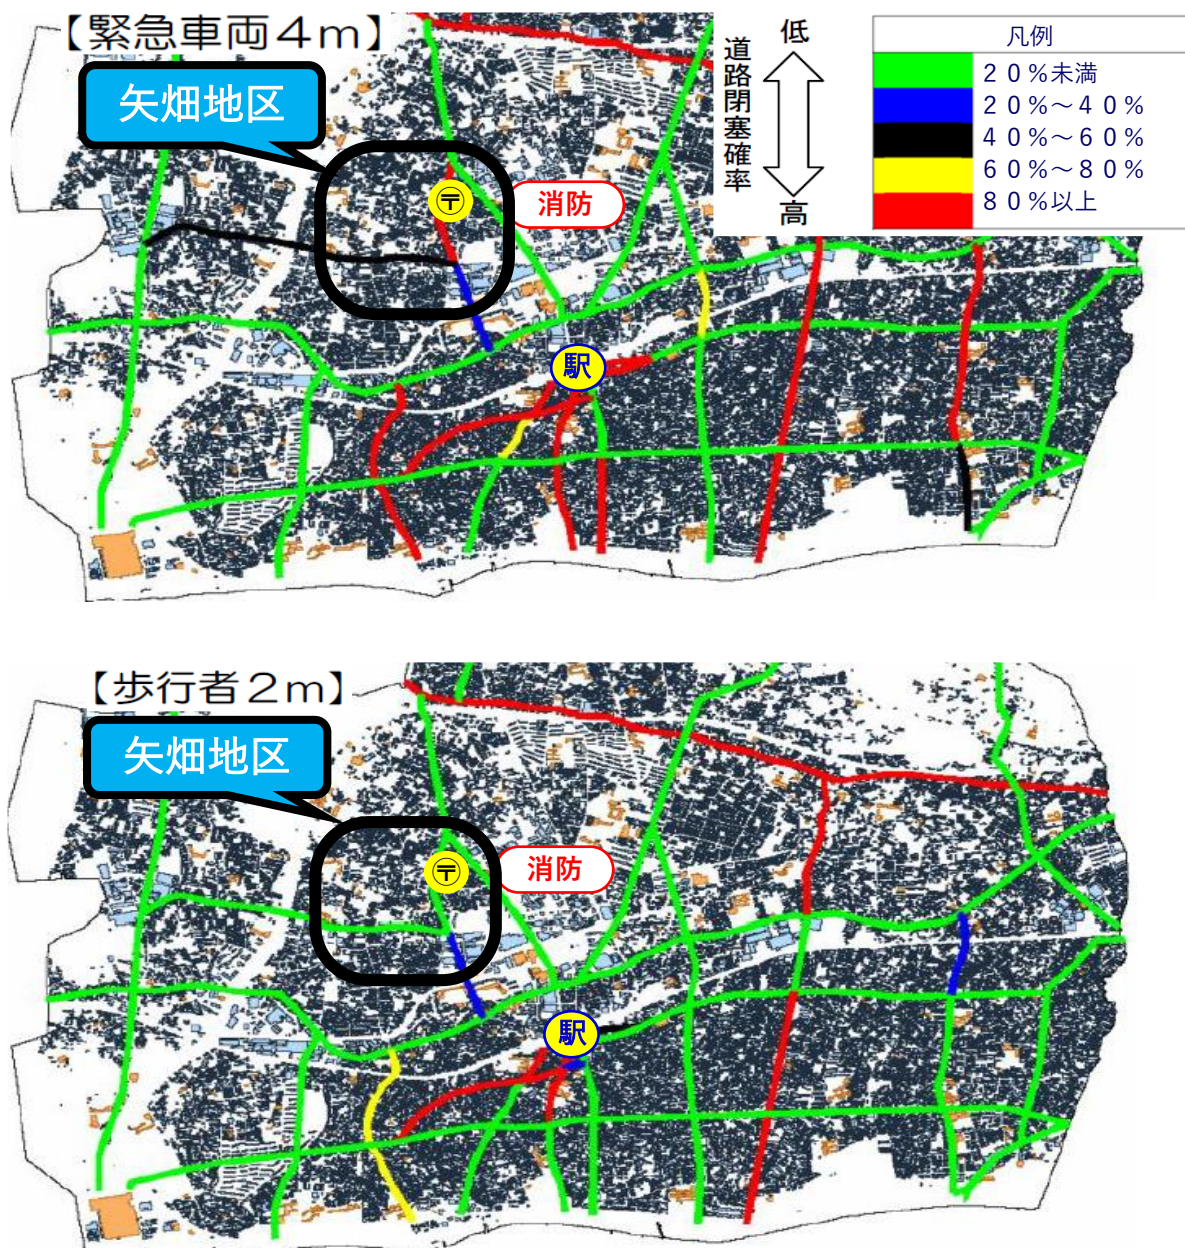 【緊急車両４ｍ】
矢畑地区
〒
消防
駅
道路閉塞確率
低
高
凡例
２０％未満
２０％～４０％
４０％～６０％
６０％～８０％
８０％以上
【歩行者２ｍ】
矢畑地区
〒
消防
駅